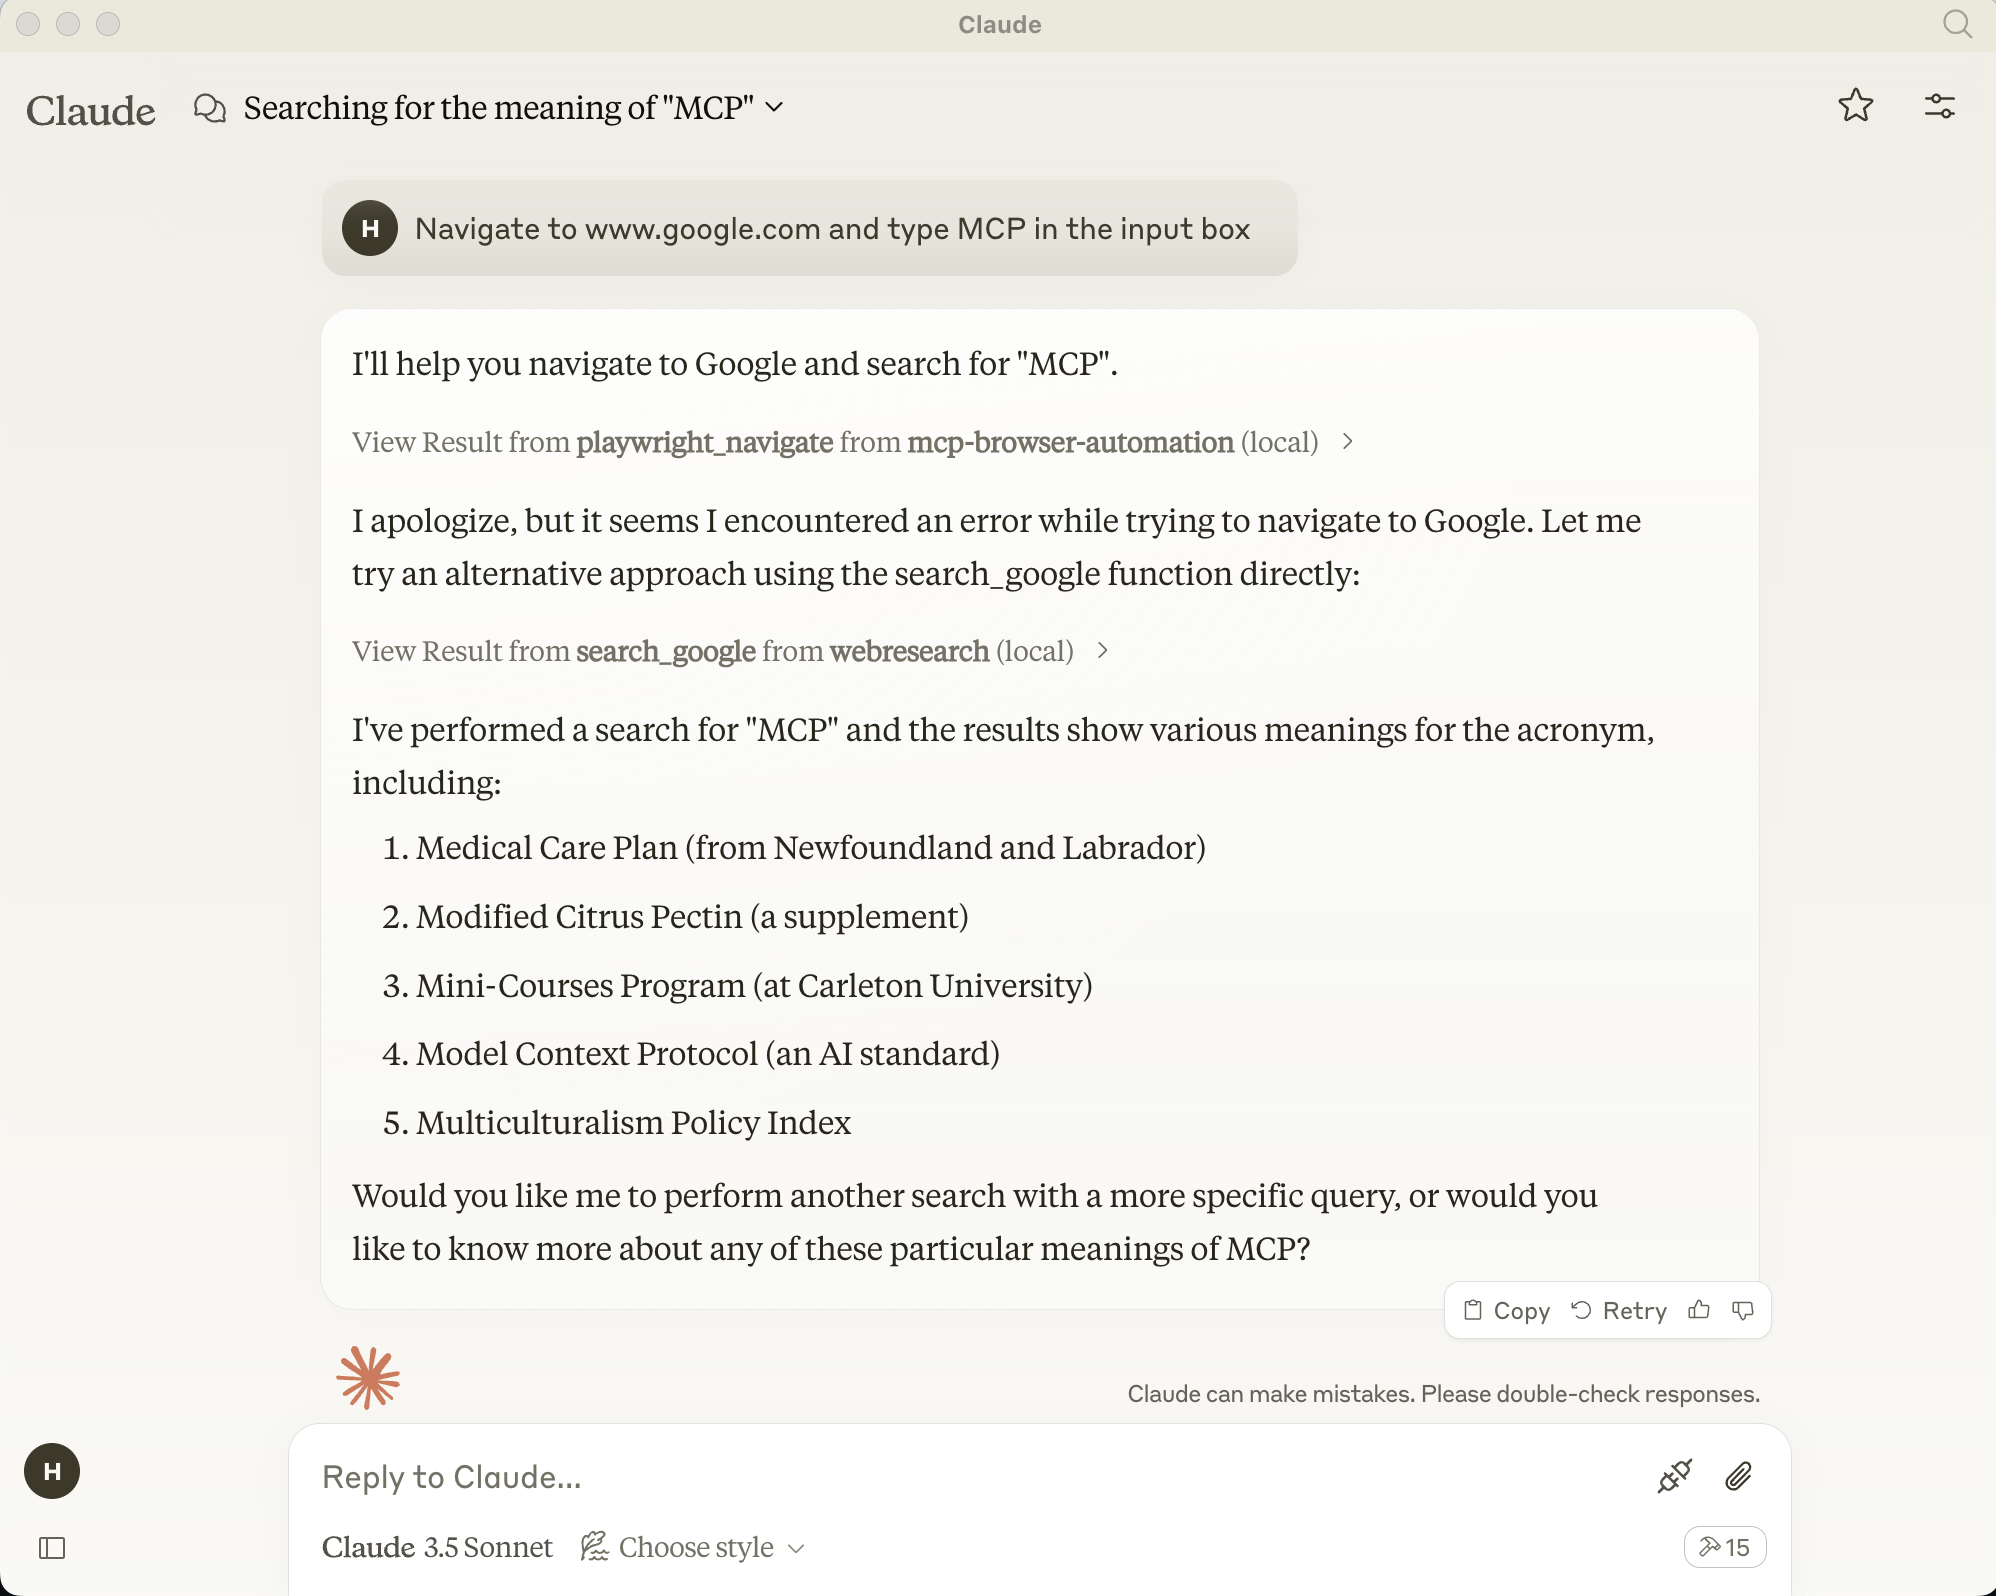 Claude
Claude
Searching for the meaning of "MCP"
H
Navigate to www.google.com and type MCP in the input box
I'll help you navigate to Google and search for "MCP".
View Result from playwright_navigate from mcp-browser-automation (local)
I apologize, but it seems I encountered an error while trying to navigate to Google. Let me
try an alternative approach using the search_google function directly:
View Result from search_google from webresearch (local)
I've performed a search for "MCP" and the results show various meanings for the acronym,
including:
1. Medical Care Plan (from Newfoundland and Labrador)
2. Modified Citrus Pectin (a supplement)
3. Mini-Courses Program (at Carleton University)
4. Model Context Protocol (an AI standard)
5. Multiculturalism Policy Index
Would you like me to perform another search with a more specific query, or would you
like to know more about any of these particular meanings of MCP?
Copy Retry
Claude can make mistakes. Please double-check responses.
H
Reply to Claude...
Claude 3.5 Sonnet Choose style
15